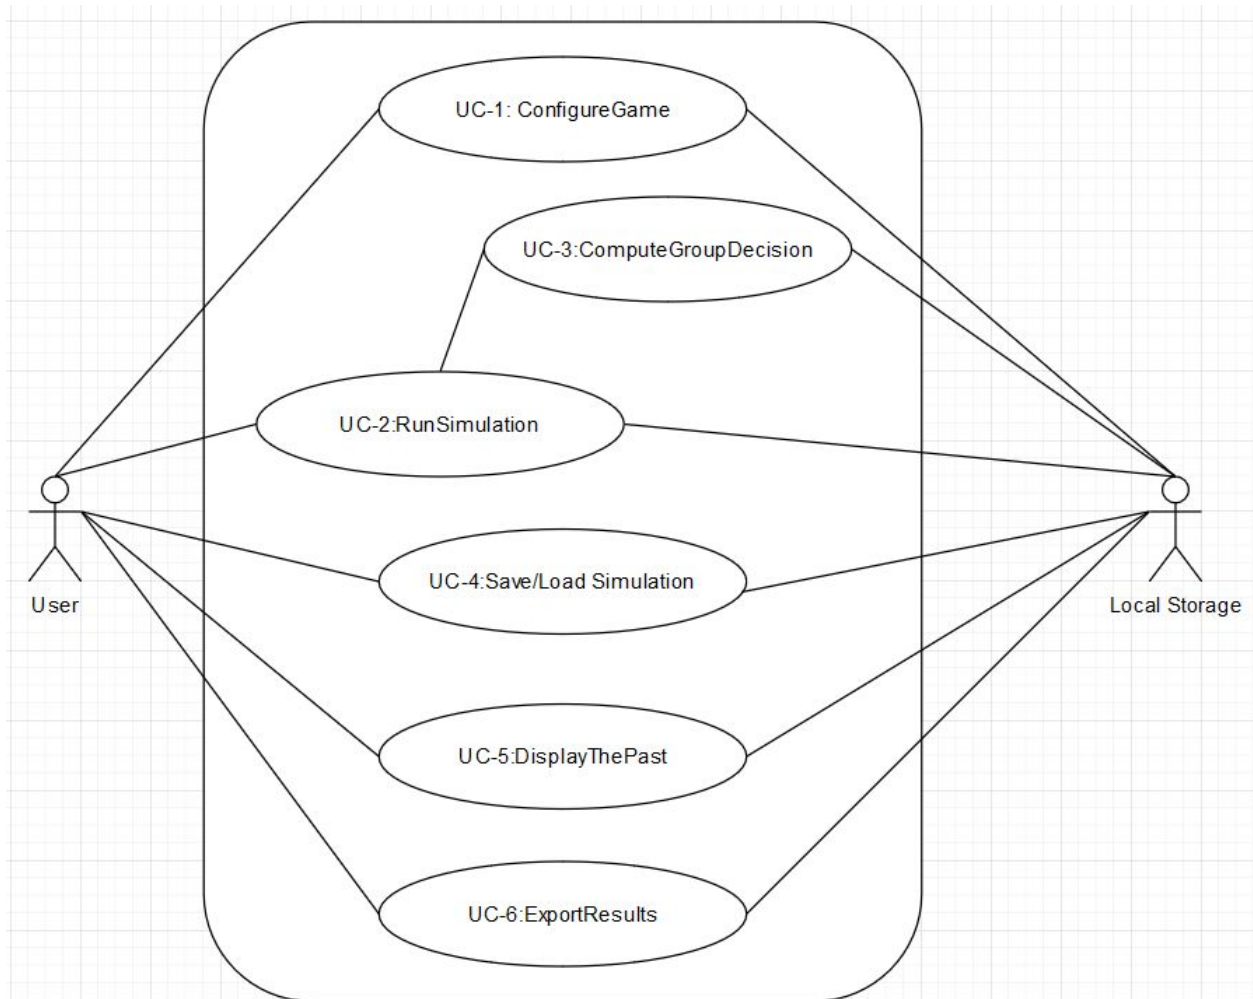 UC-1: ConfigureGame
UC-3:ComputeGroupDecision
UC-2:RunSimulation
UC-4:Save/Load Simulation
User
Local Storage
UC-5:DisplayThePast
UC-6:ExportResults